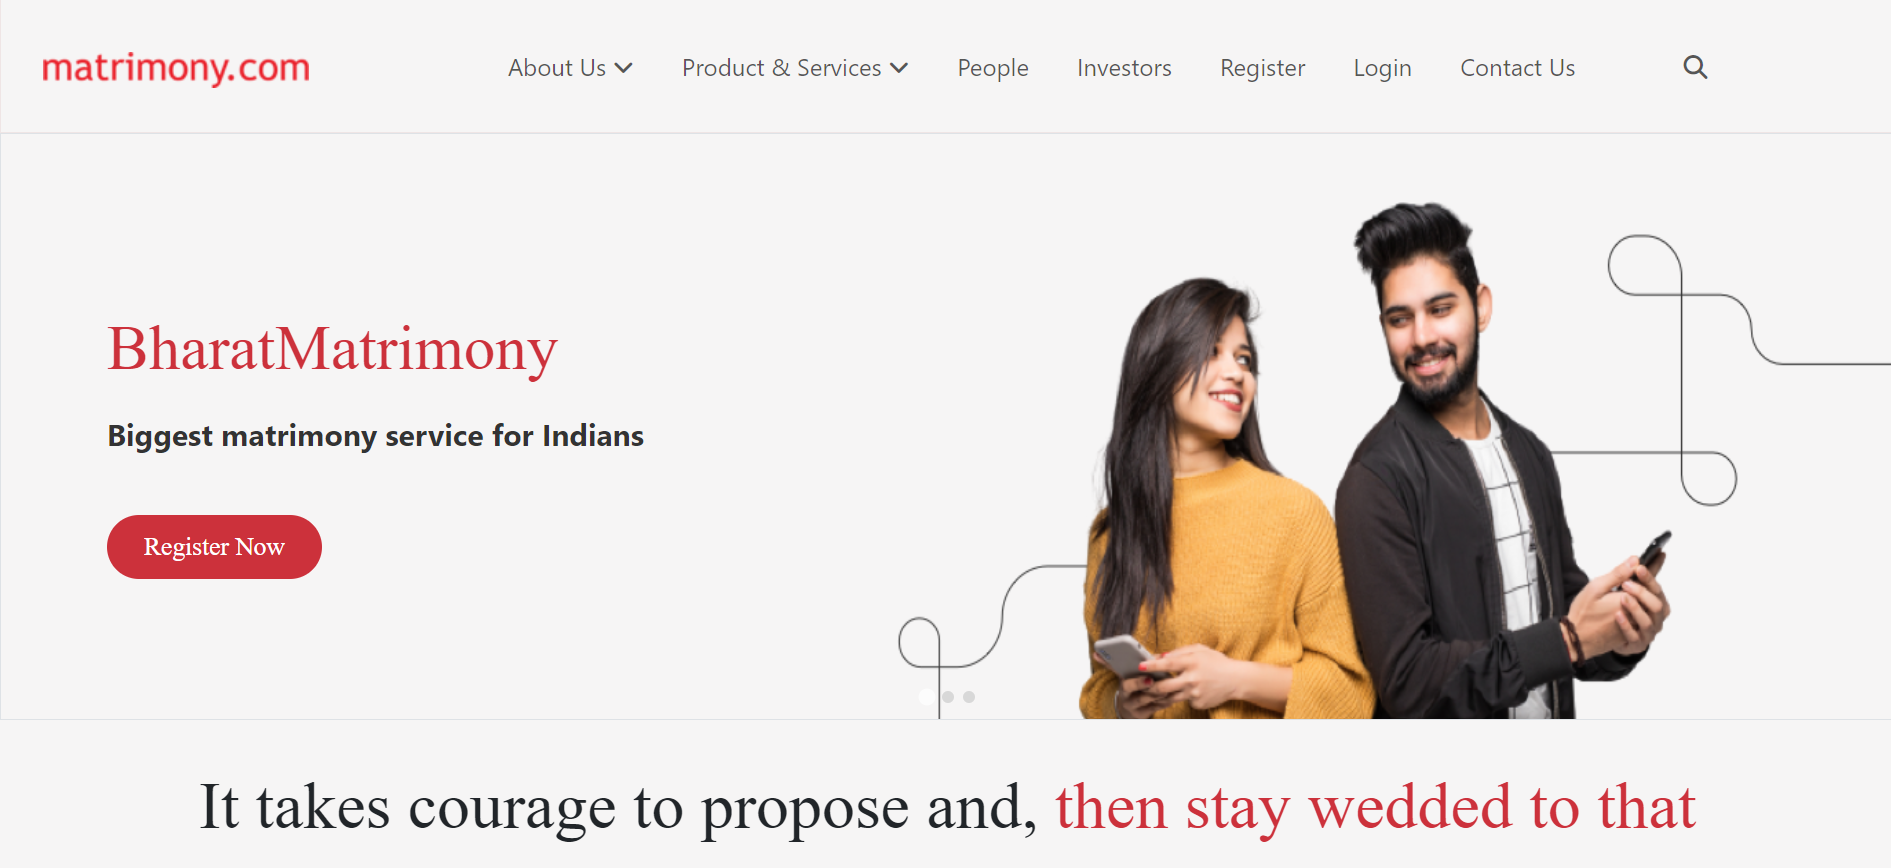 matrimony.com
About Us Product & Services People Investors Register Login Contact Us
BharatMatrimony
Biggest matrimony service for Indians
Register Now
It takes courage to propose and, then stay wedded to that